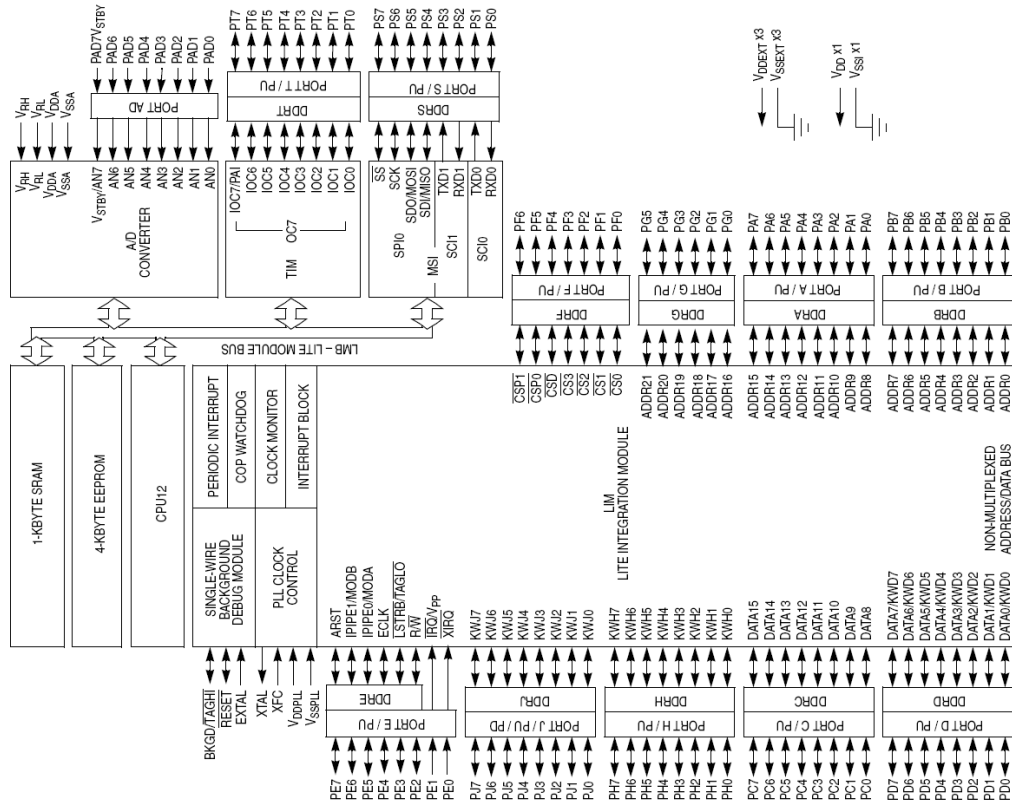 1-KBYTE SRAM
4-KBYTE EEPROM
CPU12
SINGLE-WIRE
BACKGROUND
DEBUG MODULE
PERIODIC INTERRUPT
COP WATCHDOG
PLL CLOCK
CONTROL
CLOCK MONITOR
INTERRUPT BLOCK
BKGD/TAGHI
RESET
EXTAL
XTAL
XFC
VDDPLL
VSSPLL
LMB – LITE MODULE BUS
A/D
CONVERTER
VRH
VRL
VDDA
VSSA
VRH
VRL
VDDA
VSSA
VSTBY/AN7
AN6
AN5
AN4
AN3
AN2
AN1
AN0
PORT AD
PAD7VSTBY
PAD6
PAD5
PAD4
PAD3
PAD2
PAD1
PAD0
TIM
OC7
IOC7/PAI
IOC6
IOC5
IOC4
IOC3
IOC2
IOC1
IOC0
DDRT
PORT T / PU
PT7
PT6
PT5
PT4
PT3
PT2
PT1
PT0
SPI0
MSI
SCI1
SCI0
SS
SCK
SDO/MOSI
SDI/MISO
TXD1
RXD1
TXD0
RXD0
DDRS
PORT S / PU
PS7
PS6
PS5
PS4
PS3
PS2
PS1
PS0
PE7
PE6
PE5
PE4
PE3
PE2
PE1
PE0
PORT E / PU
DDRE
ARST
IPIPE1/MODB
IPIPE0/MODA
ECLK
LSTRB/TAGLO
R/W
IRQ/VPP
XIRQ
PJ7
PJ6
PJ5
PJ4
PJ3
PJ2
PJ1
PJ0
PORT J / PU / PD
DDRJ
KWJ7
KWJ6
KWJ5
KWJ4
KWJ3
KWJ2
KWJ1
KWJ0
PH7
PH6
PH5
PH4
PH3
PH2
PH1
PH0
PORT H / PU
DDRH
KWH7
KWH6
KWH5
KWH4
KWH3
KWH2
KWH1
KWH0
PC7
PC6
PC5
PC4
PC3
PC2
PC1
PC0
PORT C / PU
DDRC
DATA15
DATA14
DATA13
DATA12
DATA11
DATA10
DATA9
DATA8
PD7
PD6
PD5
PD4
PD3
PD2
PD1
PD0
PORT D / PU
DDRD
DATA7/KWD7
DATA6/KWD6
DATA5/KWD5
DATA4/KWD4
DATA3/KWD3
DATA2/KWD2
DATA1/KWD1
DATA0/KWD0
LIM
LITE INTEGRATION MODULE
NON-MULTIPLEXED
ADDRESS/DATA BUS
CSP1
CSP0
CSD
CS3
CS2
CS1
CS0
DDRF
PORT F / PU
PF6
PF5
PF4
PF3
PF2
PF1
PF0
ADDR21
ADDR20
ADDR19
ADDR18
ADDR17
ADDR16
DDRG
PORT G / PU
PG5
PG4
PG3
PG2
PG1
PG0
ADDR15
ADDR14
ADDR13
ADDR12
ADDR11
ADDR10
ADDR9
ADDR8
DDRA
PORT A / PU
PA7
PA6
PA5
PA4
PA3
PA2
PA1
PA0
ADDR7
ADDR6
ADDR5
ADDR4
ADDR3
ADDR2
ADDR1
ADDR0
DDRB
PORT B / PU
PB7
PB6
PB5
PB4
PB3
PB2
PB1
PB0
VDDEXT x3
VSSEXT x3
VDD x1
VSSI x1